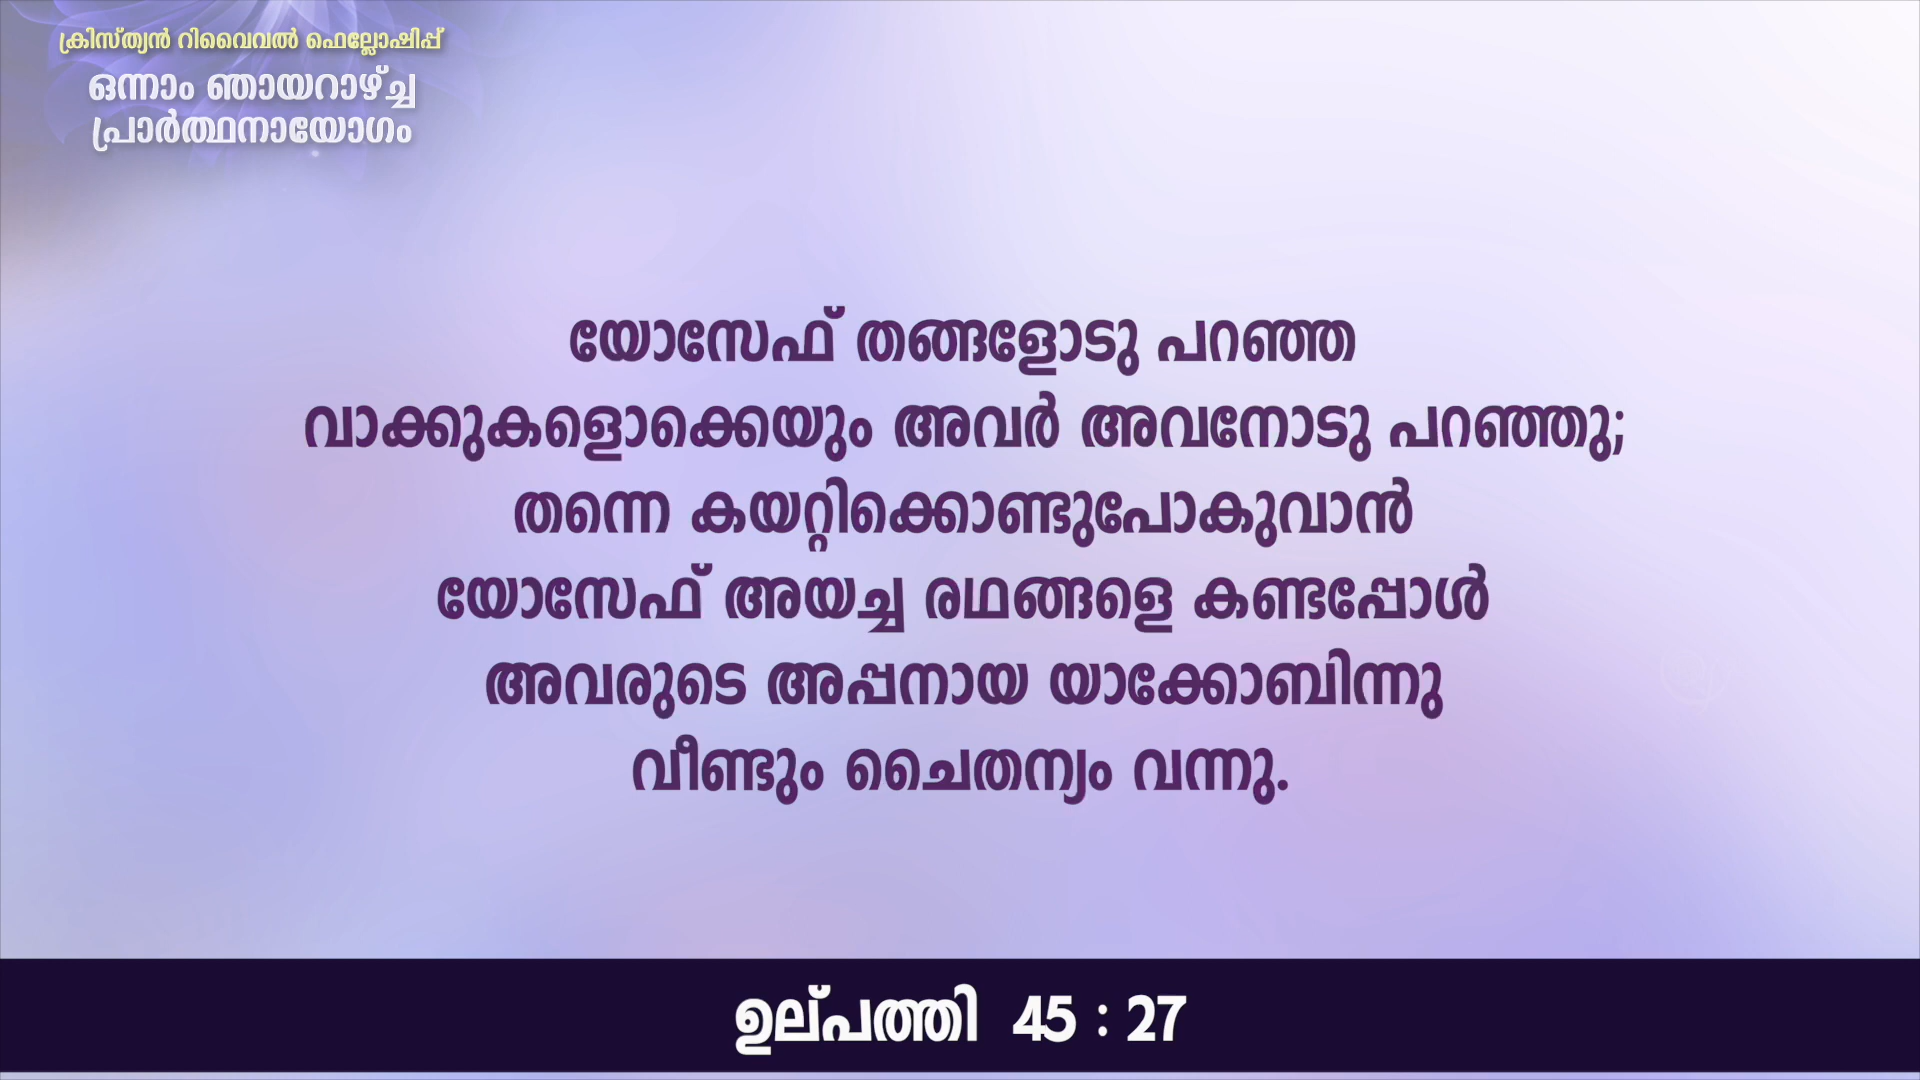 ക്രിസ്ത്യൻ റിവൈവൽ ഫെല്ലോഷിപ്പ്
ഒന്നാം ഞായറാഴ്ച്ച
പ്രാർത്ഥനായോഗം
യോസേഫ് തങ്ങളോടു പറഞ്ഞ
വാക്കുകളൊക്കെയും അവർ അവനോടു പറഞ്ഞു;
തന്നെ കയറ്റിക്കൊണ്ടുപോകുവാൻ
യോസേഫ് അയച്ച രഥങ്ങളെ കണ്ടപ്പോൾ
അവരുടെ അപ്പനായ യാക്കോബിന്നു
വീണ്ടും ചൈതന്യം വന്നു.
ഉല്പത്തി 45 : 27